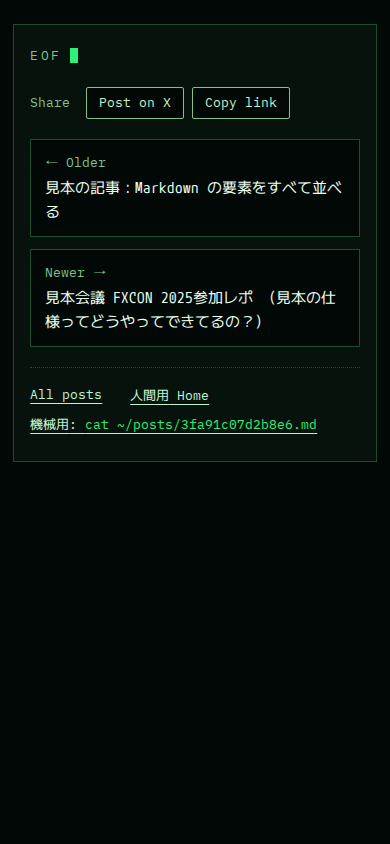 EOF
Share Post on X Copy link
← Older
見本の記事：Markdown の要素をすべて並べ
る
Newer →
見本会議 FXCON 2025参加レポ （見本の仕
様ってどうやってできてるの？)
All posts 人間用 Home
機械用: cat ~/posts/3fa91c07d2b8e6.md